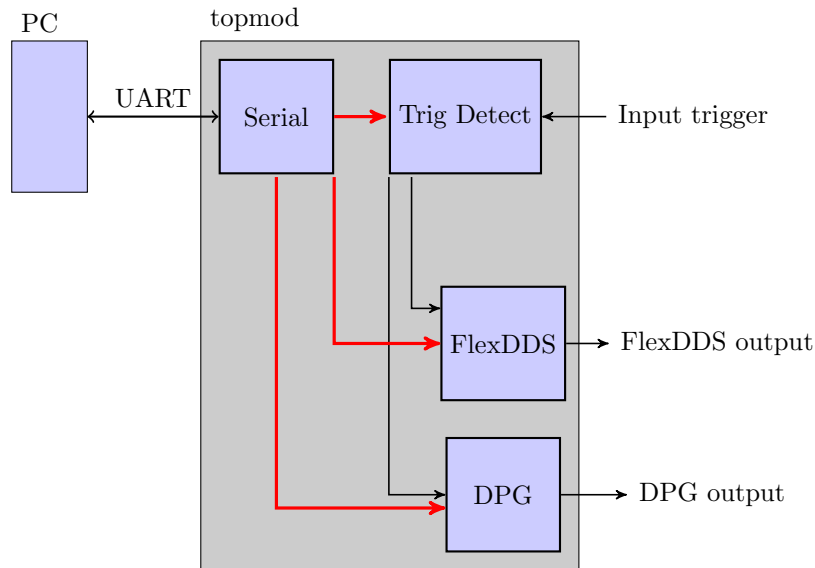 topmod
PC
UART
Serial
Trig Detect
Input trigger
FlexDDS
FlexDDS output
DPG
DPG output